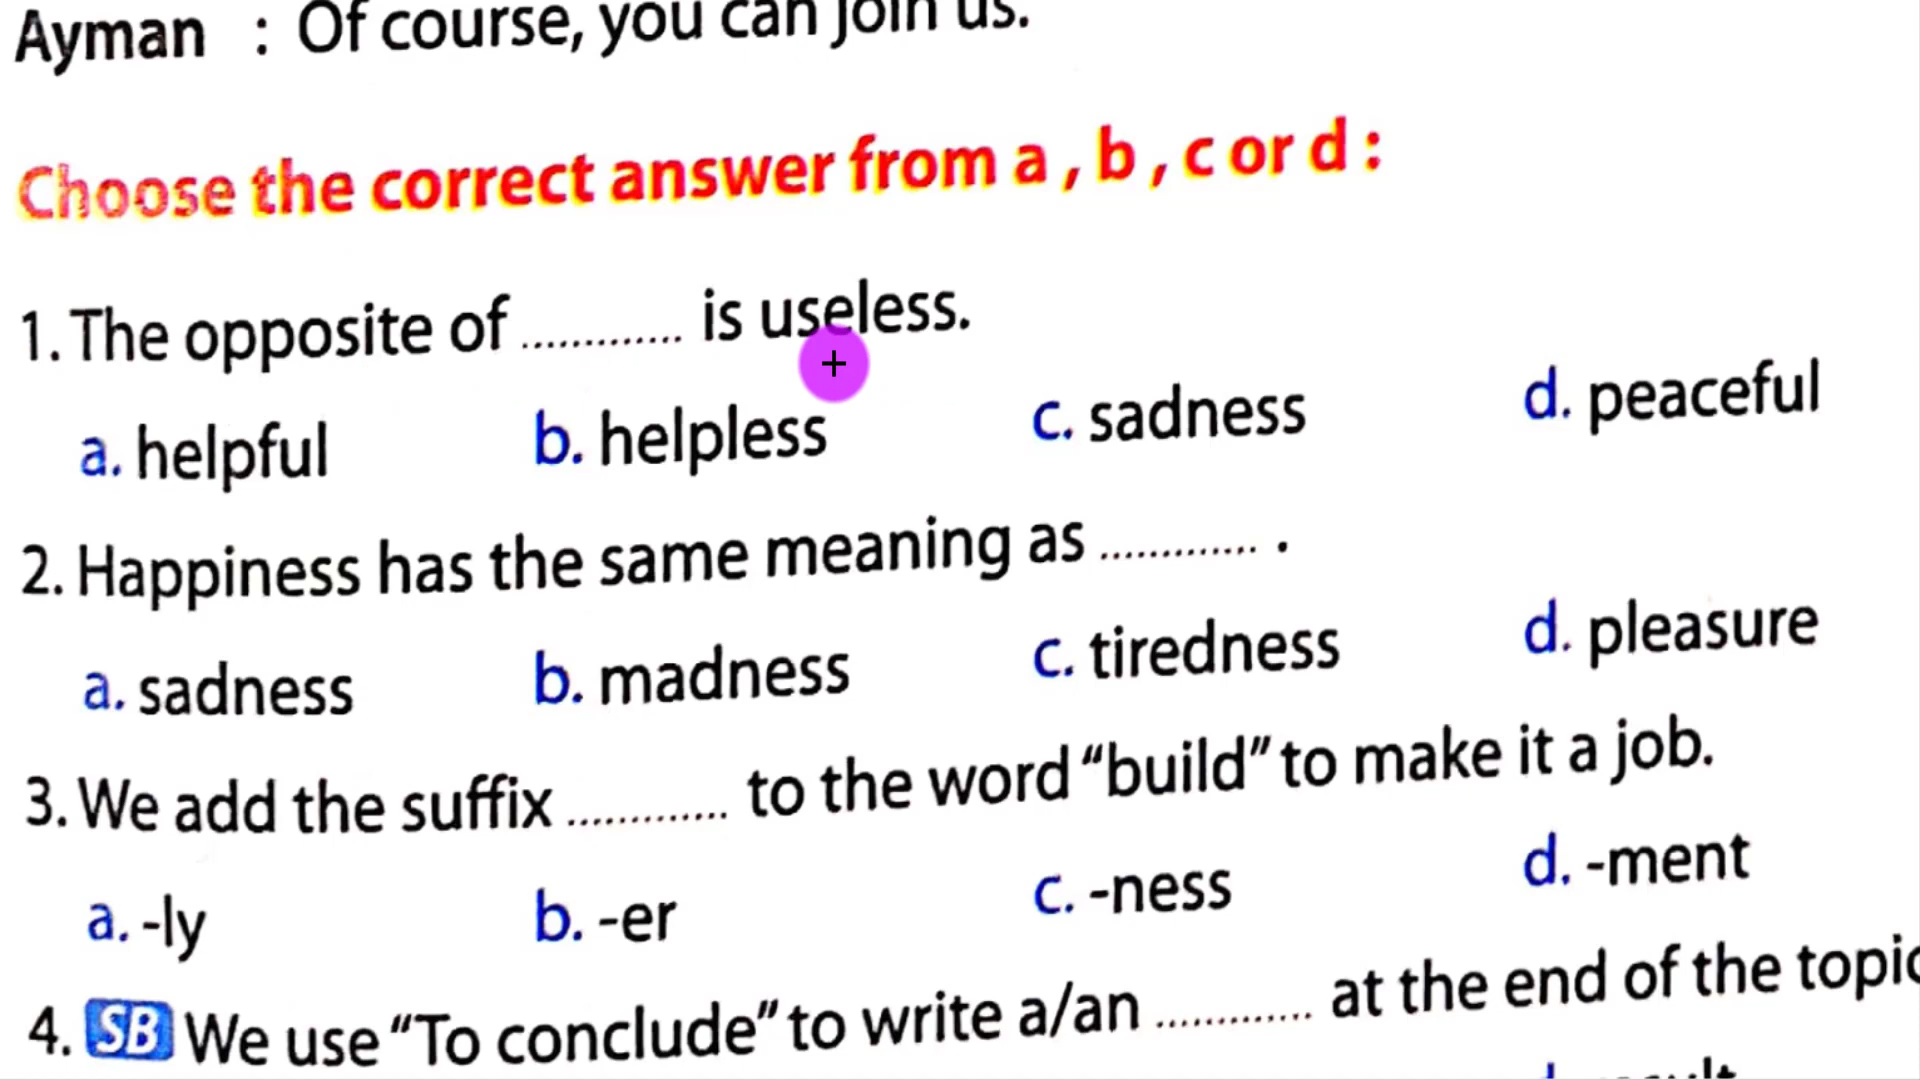 Ayman : Of course, you can join us.
Choose the correct answer from a , b , c or d :
1. The opposite of ............. is useless.
a. helpful b. helpless c. sadness d. peaceful
2. Happiness has the same meaning as ............. .
a. sadness b. madness c. tiredness d. pleasure
3. We add the suffix ............. to the word “build” to make it a job.
a. -ly b. -er c. -ness d. -ment
4. SB We use “To conclude” to write a/an ............. at the end of the topic